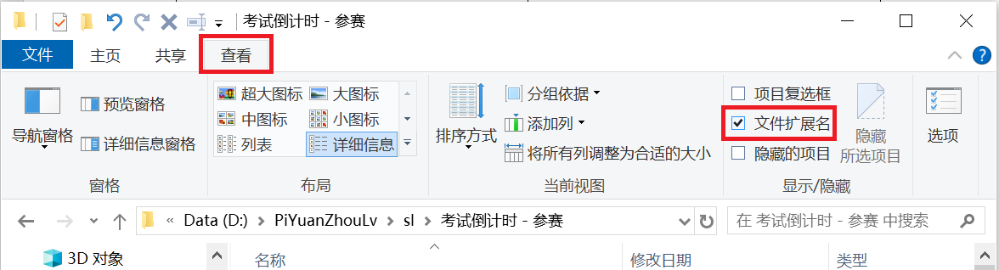 考试倒计时 - 参赛
文件 主页 共享 查看
导航窗格
预览窗格
详细信息窗格
窗格
超大图标 大图标
中图标 小图标
列表 详细信息
布局
排序方式
分组依据
添加列
将所有列调整为合适的大小
当前视图
项目复选框
文件扩展名
隐藏的项目
隐藏
所选项目
显示/隐藏
选项
« Data (D:) › PiYuanZhouLv › sl › 考试倒计时 - 参赛
在 考试倒计时 - 参赛 中搜索
3D 对象
名称 修改日期 类型